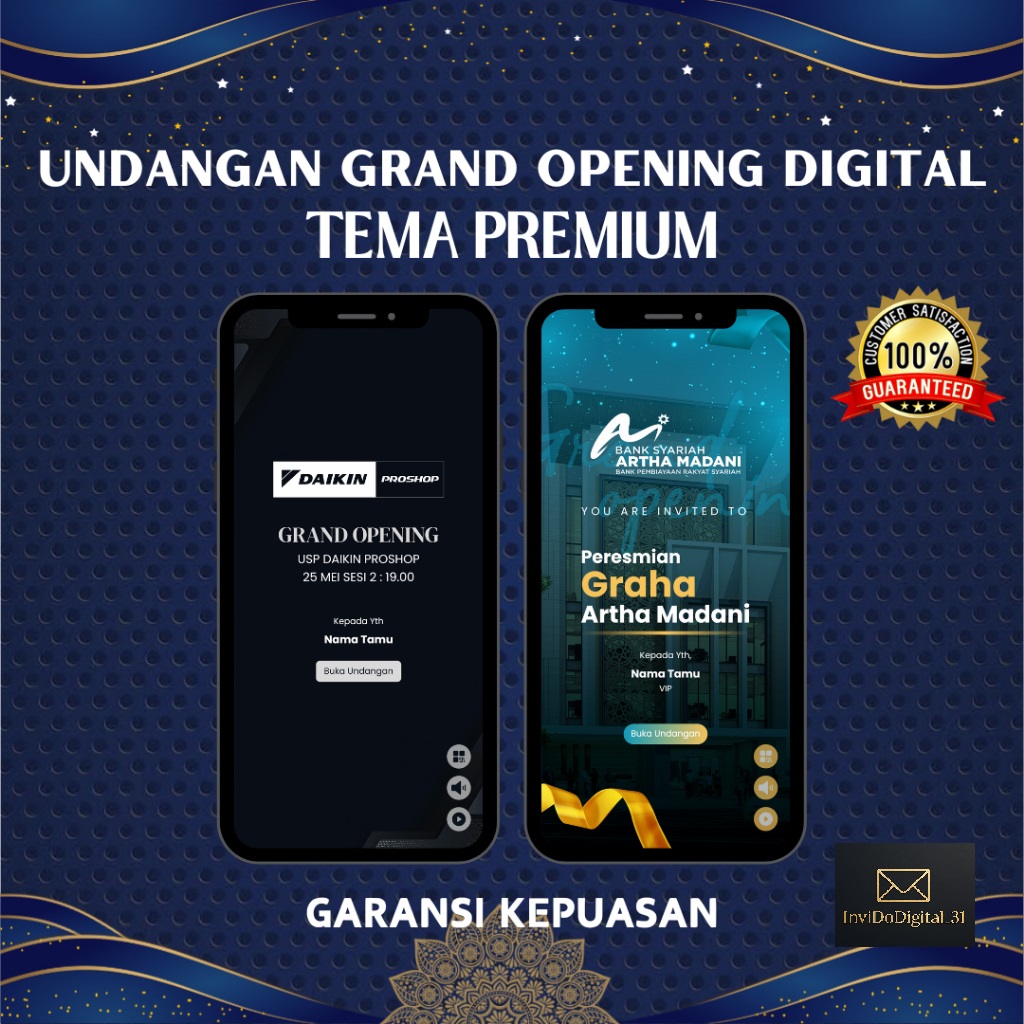 UNDANGAN GRAND OPENING DIGITAL
TEMA PREMIUM
CUSTOMER SATISFACTION
100%
GUARANTEED
DAIKIN PROSHOP
GRAND OPENING
USP DAIKIN PROSHOP
25 MEI SESI 2 : 19.00
Kepada Yth
Nama Tamu
Buka Undangan
Grand
opening
BANK SYARIAH
ARTHA MADANI
BANK PEMBIAYAAN RAKYAT SYARIAH
YOU ARE INVITED TO
Peresmian
Graha
Artha Madani
Kepada Yth,
Nama Tamu
VIP
Buka Undangan
GARANSI KEPUASAN
InviDoDigital.31